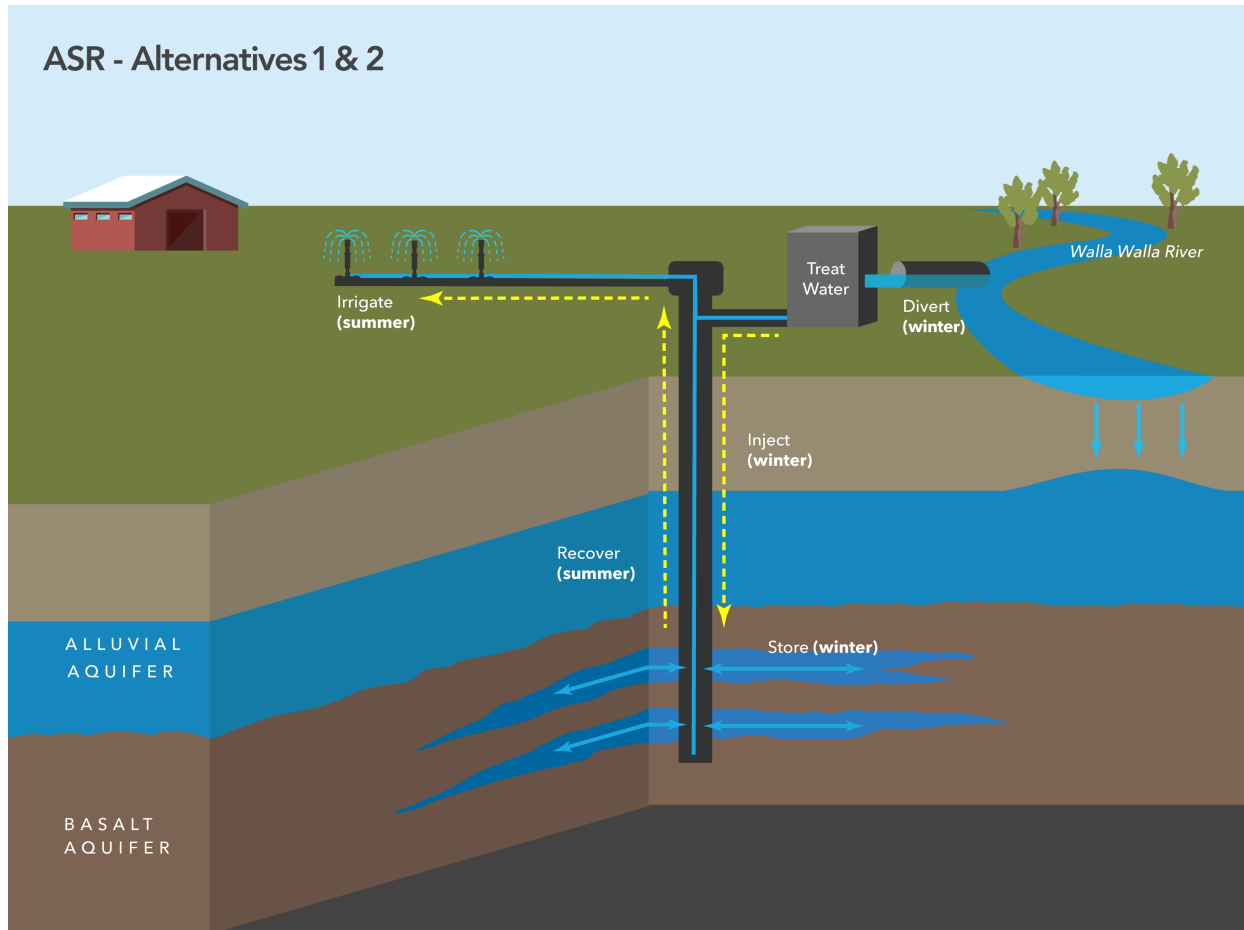 ASR - Alternatives 1 & 2
Walla Walla River
Treat
Water
Divert
(winter)
Irrigate
(summer)
Inject
(winter)
Recover
(summer)
Store (winter)
ALLUVIAL
AQUIFER
BASALT
AQUIFER